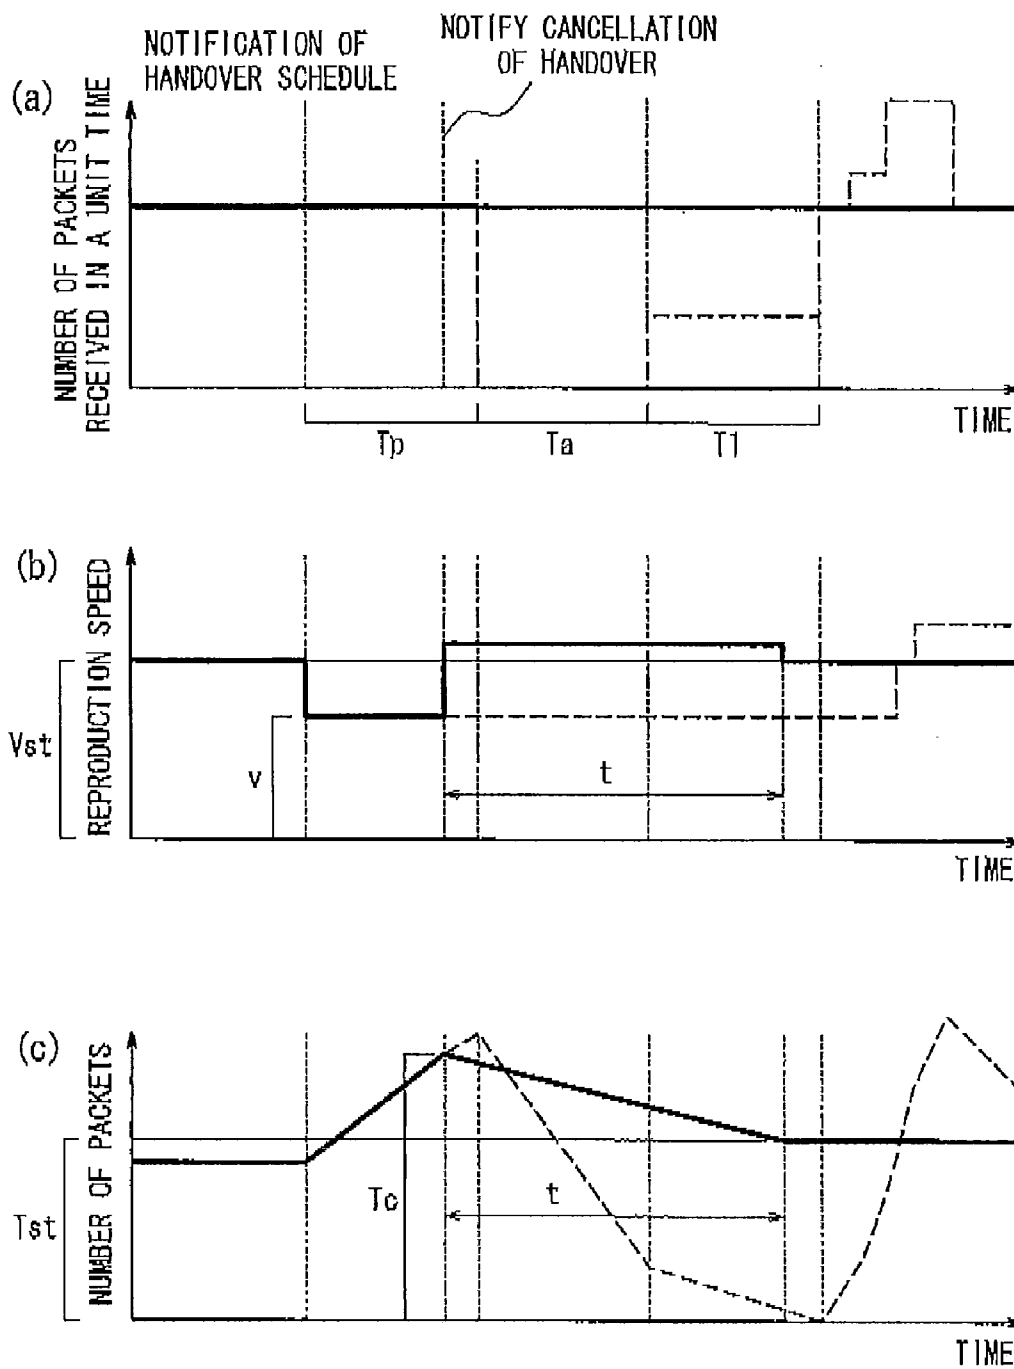 NOTIFICATION OF
HANDOVER SCHEDULE
NOTIFY CANCELLATION
OF HANDOVER
(a)
NUMBER OF PACKETS
RECEIVED IN A UNIT TIME
TIME
Tp
Ta
Tl
(b)
REPRODUCTION SPEED
Vst
v
t
TIME
(c)
NUMBER OF PACKETS
Tst
Tc
t
TIME